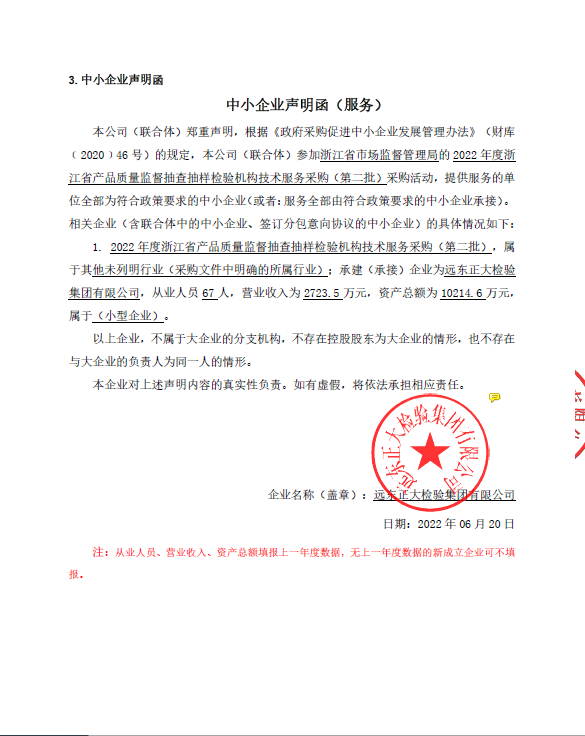 3. 中小企业声明函
中小企业声明函（服务）
本公司（联合体）郑重声明，根据《政府采购促进中小企业发展管理办法》（财库
﹝2020﹞46 号）的规定，本公司（联合体）参加浙江省市场监督管理局的 2022 年度浙
江省产品质量监督抽查抽样检验机构技术服务采购（第二批）采购活动，提供服务的单
位全部为符合政策要求的中小企业（或者：服务全部由符合政策要求的中小企业承接）。
相关企业（含联合体中的中小企业、签订分包意向协议的中小企业）的具体情况如下：
1. 2022 年度浙江省产品质量监督抽查抽样检验机构技术服务采购（第二批），属
于其他未列明行业（采购文件中明确的所属行业）；承建（承接）企业为远东正大检验
集团有限公司，从业人员 67 人，营业收入为 2723.5 万元，资产总额为 10214.6 万元，
属于（小型企业）。
以上企业，不属于大企业的分支机构，不存在控股股东为大企业的情形，也不存在
与大企业的负责人为同一人的情形。
本企业对上述声明内容的真实性负责。如有虚假，将依法承担相应责任。
远东正大检验集团有限公司
企业名称（盖章）：远东正大检验集团有限公司
日期：2022 年 06 月 20 日
注：从业人员、营业收入、资产总额填报上一年度数据，无上一年度数据的新成立企业可不填
报。